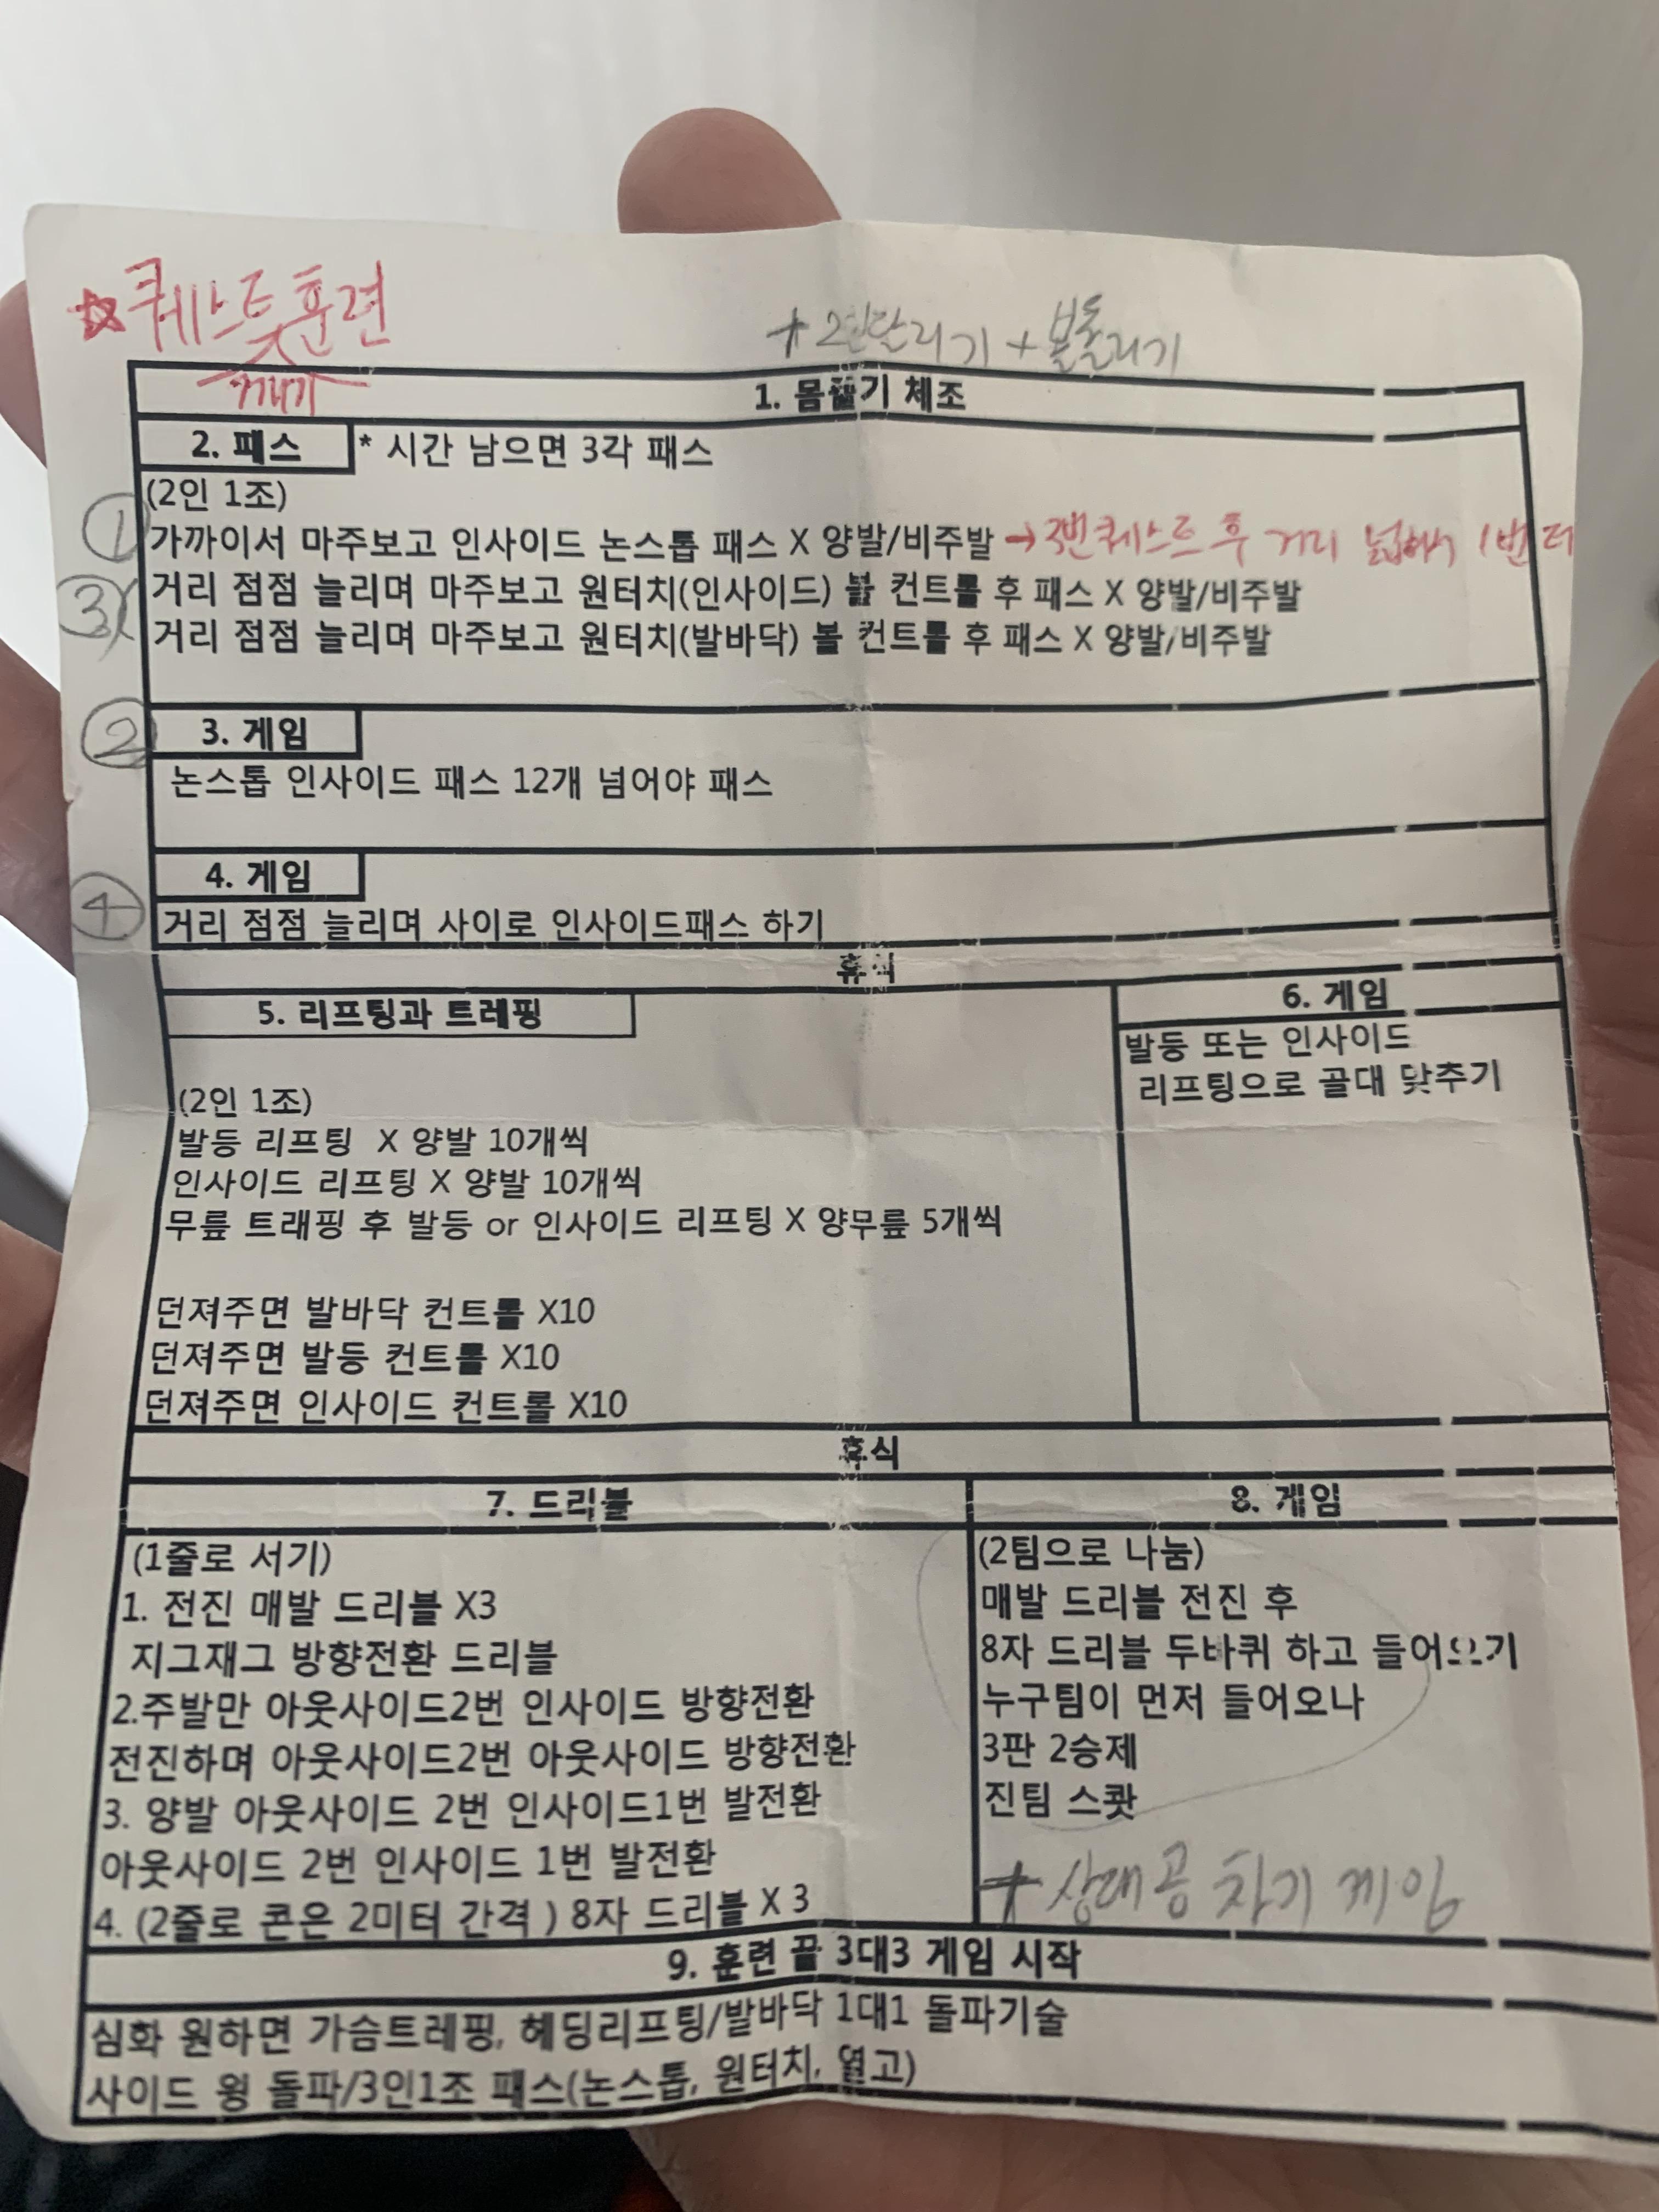 ☆퀘스트훈련
깨기
+ 2인달리기 + 볼돌리기
1. 몸풀기 체조
2. 패스 * 시간 남으면 3각 패스
(2인 1조)
① 가까이서 마주보고 인사이드 논스톱 패스 X 양발/비주발 → 3번 퀘스트 후 거리 넓혀서 1번 더
③( 거리 점점 늘리며 마주보고 원터치(인사이드) 볼 컨트롤 후 패스 X 양발/비주발
거리 점점 늘리며 마주보고 원터치(발바닥) 볼 컨트롤 후 패스 X 양발/비주발
② 3. 게임
논스톱 인사이드 패스 12개 넘어야 패스
4. 게임
④ 거리 점점 늘리며 사이로 인사이드패스 하기
휴식
5. 리프팅과 트레핑
(2인 1조)
발등 리프팅 X 양발 10개씩
인사이드 리프팅 X 양발 10개씩
무릎 트래핑 후 발등 or 인사이드 리프팅 X 양무릎 5개씩
던져주면 발바닥 컨트롤 X10
던져주면 발등 컨트롤 X10
던져주면 인사이드 컨트롤 X10
6. 게임
발등 또는 인사이드
리프팅으로 골대 맞추기
휴식
7. 드리블
(1줄로 서기)
1. 전진 매발 드리블 X3
지그재그 방향전환 드리블
2.주발만 아웃사이드2번 인사이드 방향전환
전진하며 아웃사이드2번 아웃사이드 방향전환
3. 양발 아웃사이드 2번 인사이드1번 발전환
아웃사이드 2번 인사이드 1번 발전환
4. (2줄로 콘은 2미터 간격 ) 8자 드리블 X 3
8. 게임
(2팀으로 나눔)
매발 드리블 전진 후
8자 드리블 두바퀴 하고 들어오기
누구팀이 먼저 들어오나
3판 2승제
진팀 스쾃
+ 상대공 차기 게임
9. 훈련 끝 3대3 게임 시작
심화 원하면 가슴트레핑, 헤딩리프팅/발바닥 1대1 돌파기술
사이드 윙 돌파/3인1조 패스(논스톱, 원터치, 열고)